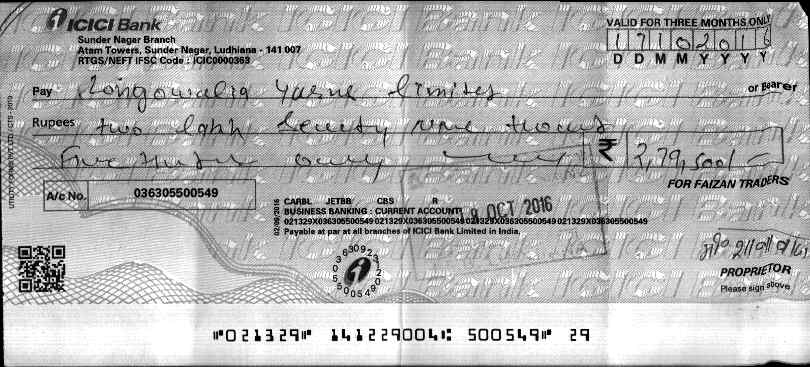 ICICI Bank
Sunder Nagar Branch
Atam Towers, Sunder Nagar, Ludhiana - 141 007
RTGS/NEFT IFSC Code : ICIC0000363
VALID FOR THREE MONTHS ONLY
1 7 1 0 2 0 1 6
D D M M Y Y Y Y
Pay Longowalia Yarns Limited or Bearer
Rupees two lakh Seventy nine thousand
Five hundred only ₹ 2,79,500/-
A/c No. 036305500549
FOR FAIZAN TRADERS
CARBL JETBB CBS R
BUSINESS BANKING : CURRENT ACCOUNT
18 OCT 2016
021329X036305500549 021329X036305500549 021329X036305500549 021329X036305500549
Payable at par at all branches of ICICI Bank Limited in India.
02/06/2016
PROPRIETOR
Please sign above
⑈021329⑈ 141229004⑆ 500549⑈ 29